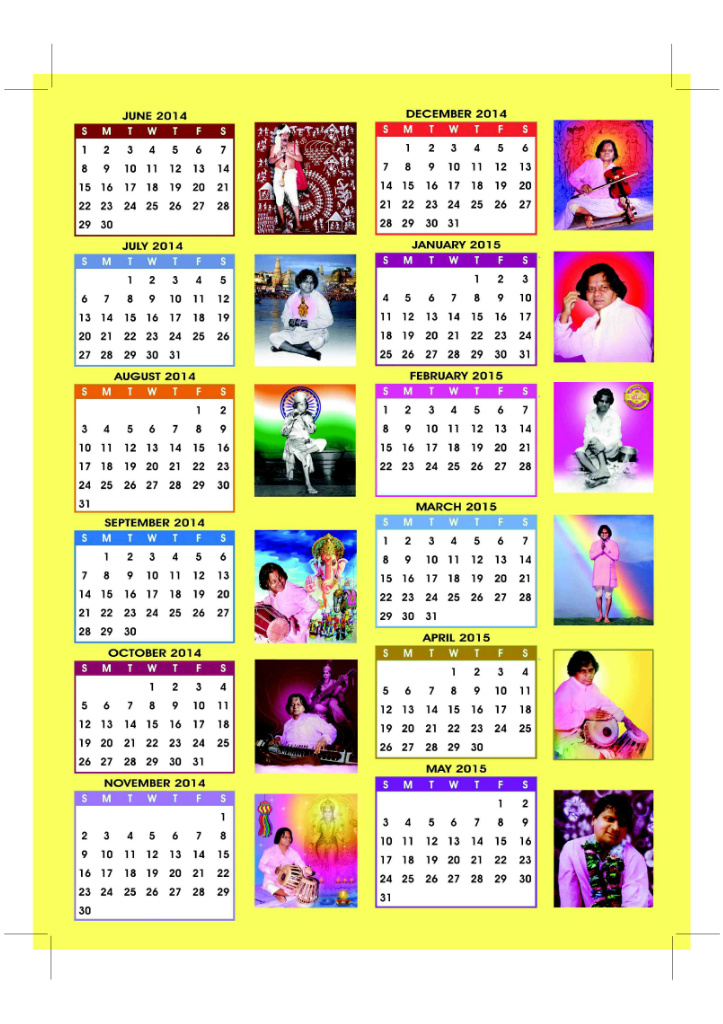 JUNE 2014
S M T W T F S
1 2 3 4 5 6 7
8 9 10 11 12 13 14
15 16 17 18 19 20 21
22 23 24 25 26 27 28
29 30
JULY 2014
S M T W T F S
1 2 3 4 5
6 7 8 9 10 11 12
13 14 15 16 17 18 19
20 21 22 23 24 25 26
27 28 29 30 31
AUGUST 2014
S M T W T F S
1 2
3 4 5 6 7 8 9
10 11 12 13 14 15 16
17 18 19 20 21 22 23
24 25 26 27 28 29 30
31
SEPTEMBER 2014
S M T W T F S
1 2 3 4 5 6
7 8 9 10 11 12 13
14 15 16 17 18 19 20
21 22 23 24 25 26 27
28 29 30
OCTOBER 2014
S M T W T F S
1 2 3 4
5 6 7 8 9 10 11
12 13 14 15 16 17 18
19 20 21 22 23 24 25
26 27 28 29 30 31
NOVEMBER 2014
S M T W T F S
1
2 3 4 5 6 7 8
9 10 11 12 13 14 15
16 17 18 19 20 21 22
23 24 25 26 27 28 29
30
DECEMBER 2014
S M T W T F S
1 2 3 4 5 6
7 8 9 10 11 12 13
14 15 16 17 18 19 20
21 22 23 24 25 26 27
28 29 30 31
JANUARY 2015
S M T W T F S
1 2 3
4 5 6 7 8 9 10
11 12 13 14 15 16 17
18 19 20 21 22 23 24
25 26 27 28 29 30 31
FEBRUARY 2015
S M T W T F S
1 2 3 4 5 6 7
8 9 10 11 12 13 14
15 16 17 18 19 20 21
22 23 24 25 26 27 28
MARCH 2015
S M T W T F S
1 2 3 4 5 6 7
8 9 10 11 12 13 14
15 16 17 18 19 20 21
22 23 24 25 26 27 28
29 30 31
APRIL 2015
S M T W T F S
1 2 3 4
5 6 7 8 9 10 11
12 13 14 15 16 17 18
19 20 21 22 23 24 25
26 27 28 29 30
MAY 2015
S M T W T F S
1 2
3 4 5 6 7 8 9
10 11 12 13 14 15 16
17 18 19 20 21 22 23
24 25 26 27 28 29 30
31